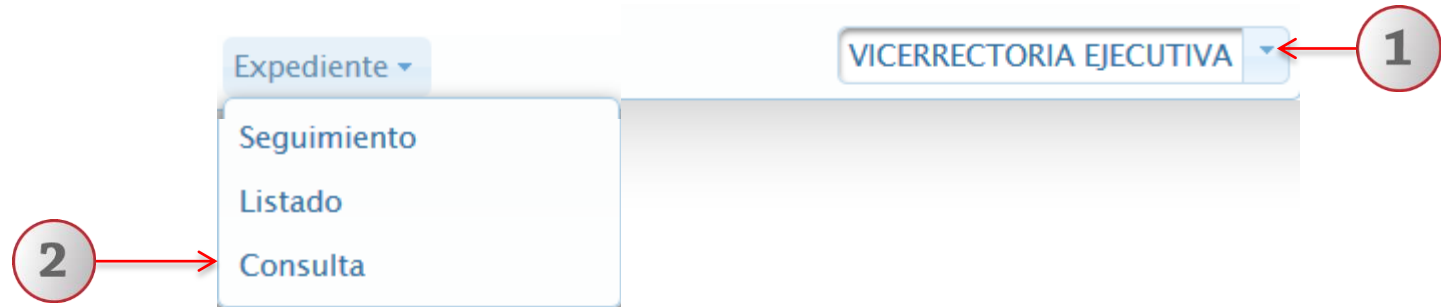 VICERRECTORIA EJECUTIVA
1
Expediente
Seguimiento
Listado
2
Consulta